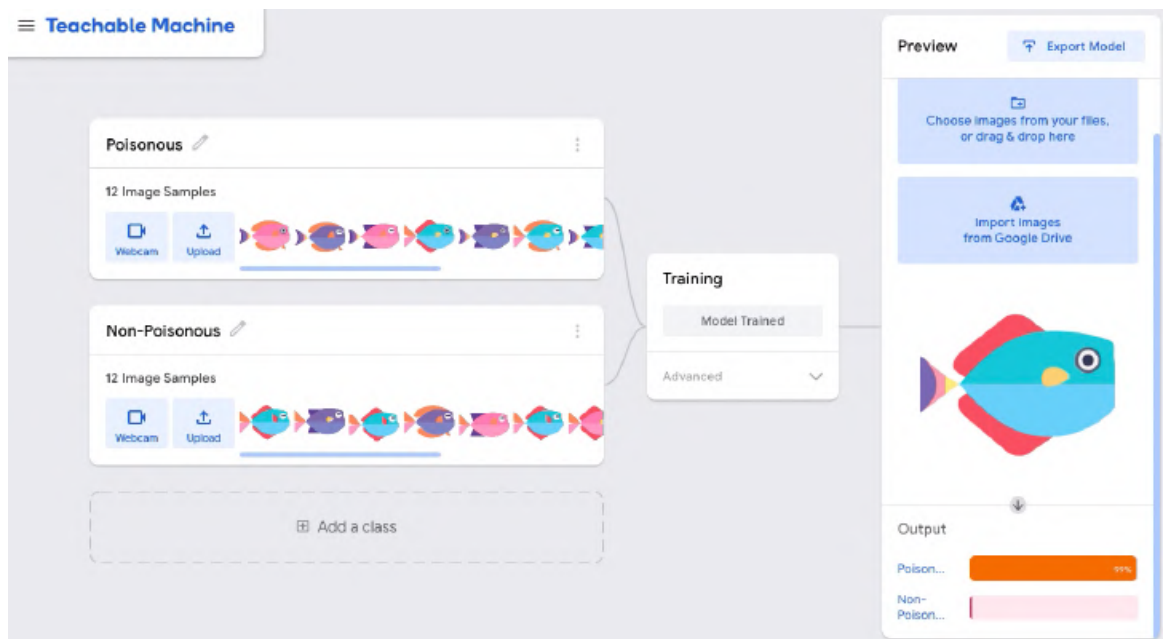 Teachable Machine
Preview
Export Model
Choose images from your files,
or drag & drop here
Import images
from Google Drive
Poisonous
12 Image Samples
Webcam
Upload
Non-Poisonous
12 Image Samples
Webcam
Upload
Add a class
Training
Model Trained
Advanced
Output
Poison...
99%
Non-
Poison...